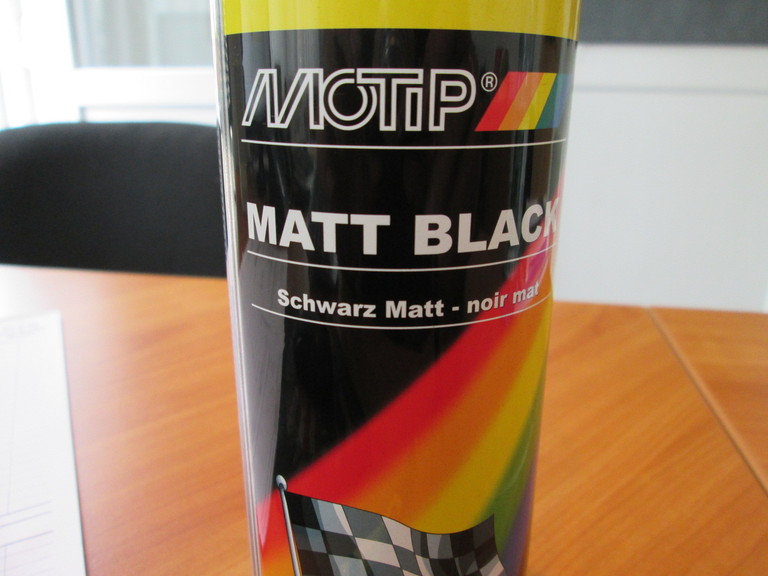 MOTIP®
MATT BLACK
Schwarz Matt - noir mat